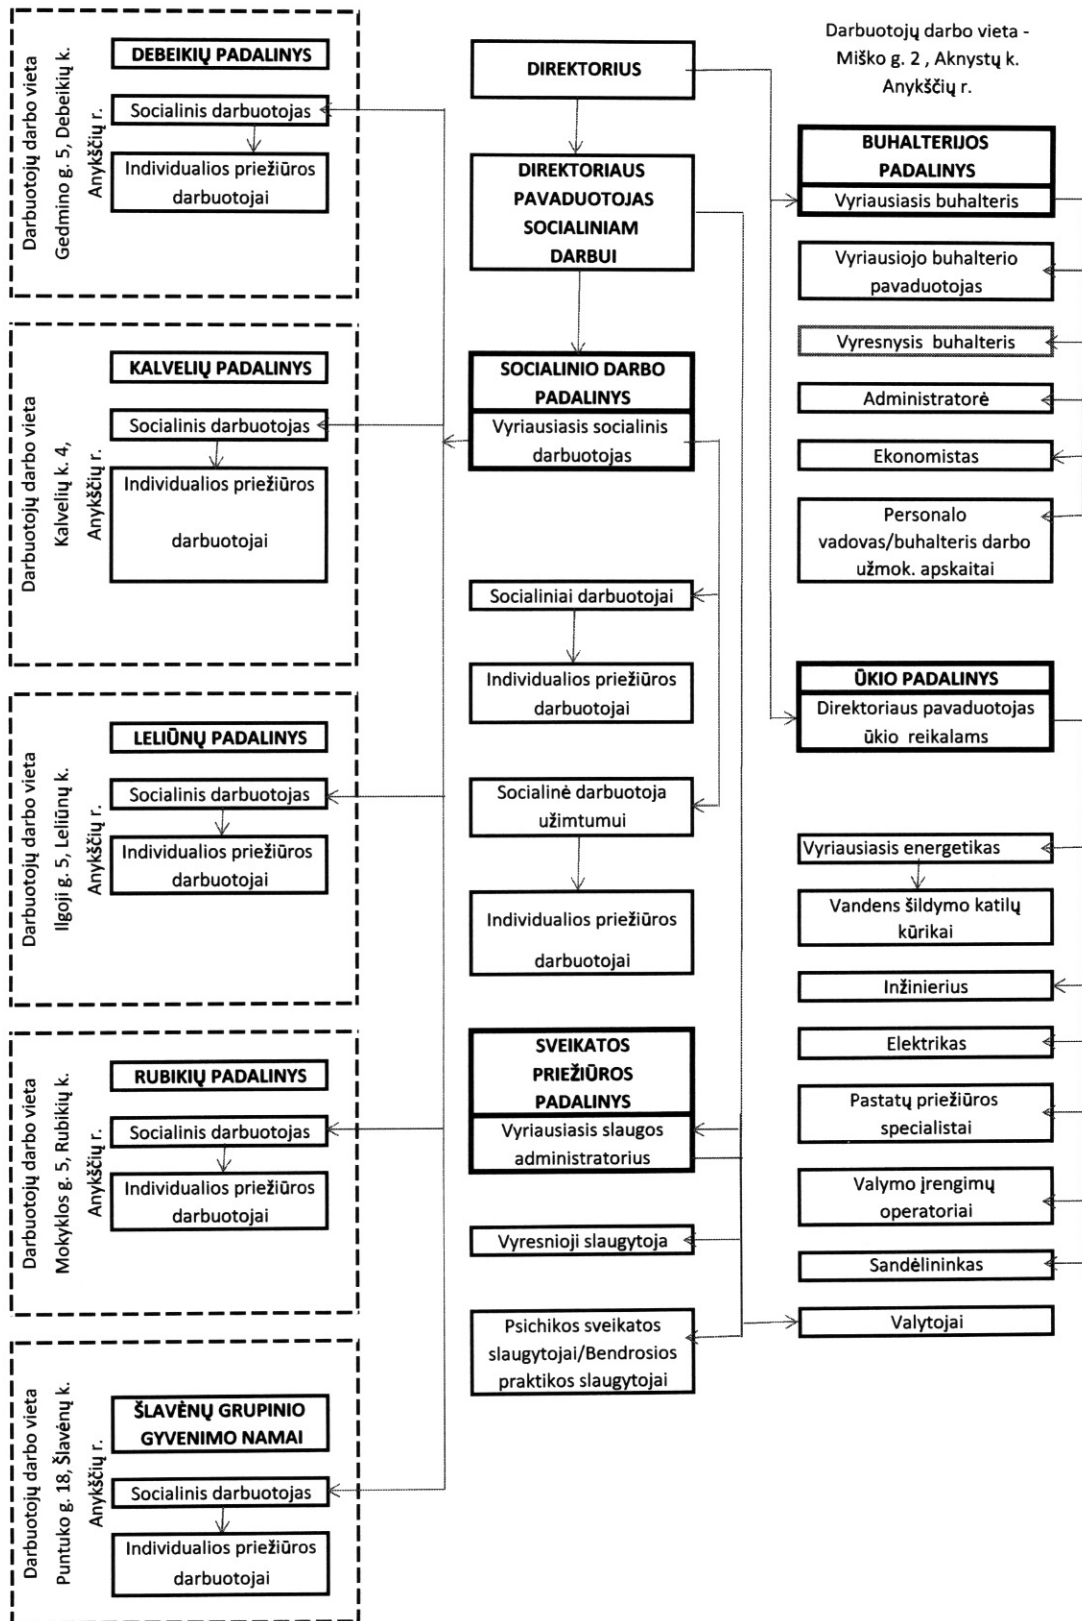 Darbuotojų darbo vieta
Gedmino g. 5, Debeikių k.
Anykščių r.
DEBEIKIŲ PADALINYS
Socialinis darbuotojas
Individualios priežiūros
darbuotojai
Darbuotojų darbo vieta
Kalvelių k. 4,
Anykščių r.
KALVELIŲ PADALINYS
Socialinis darbuotojas
Individualios priežiūros
darbuotojai
Darbuotojų darbo vieta
Ilgoji g. 5, Leliūnų k.
Anykščių r.
LELIŪNŲ PADALINYS
Socialinis darbuotojas
Individualios priežiūros
darbuotojai
Darbuotojų darbo vieta
Mokyklos g. 5, Rubikių k.
Anykščių r.
RUBIKIŲ PADALINYS
Socialinis darbuotojas
Individualios priežiūros
darbuotojai
Darbuotojų darbo vieta
Puntuko g. 18, Šlavėnų k.
Anykščių r.
ŠLAVĖNŲ GRUPINIO
GYVENIMO NAMAI
Socialinis darbuotojas
Individualios priežiūros
darbuotojai
DIREKTORIUS
DIREKTORIAUS
PAVADUOTOJAS
SOCIALINIAM
DARBUI
SOCIALINIO DARBO
PADALINYS
Vyriausiasis socialinis
darbuotojas
Socialiniai darbuotojai
Individualios priežiūros
darbuotojai
Socialinė darbuotoja
užimtumui
Individualios priežiūros
darbuotojai
SVEIKATOS
PRIEŽIŪROS
PADALINYS
Vyriausiasis slaugos
administratorius
Vyresnioji slaugytoja
Psichikos sveikatos
slaugytojai/Bendrosios
praktikos slaugytojai
Darbuotojų darbo vieta -
Miško g. 2 , Aknystų k.
Anykščių r.
BUHALTERIJOS
PADALINYS
Vyriausiasis buhalteris
Vyriausiojo buhalterio
pavaduotojas
Vyresnysis buhalteris
Administratorė
Ekonomistas
Personalo
vadovas/buhalteris darbo
užmok. apskaitai
ŪKIO PADALINYS
Direktoriaus pavaduotojas
ūkio reikalams
Vyriausiasis energetikas
Vandens šildymo katilų
kūrikai
Inžinierius
Elektrikas
Pastatų priežiūros
specialistai
Valymo įrengimų
operatoriai
Sandėlininkas
Valytojai